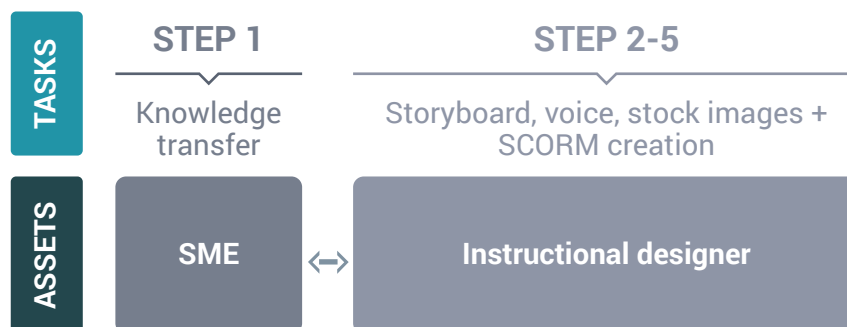 TASKS
STEP 1
STEP 2-5
Knowledge
transfer
Storyboard, voice, stock images +
SCORM creation
ASSETS
SME
Instructional designer